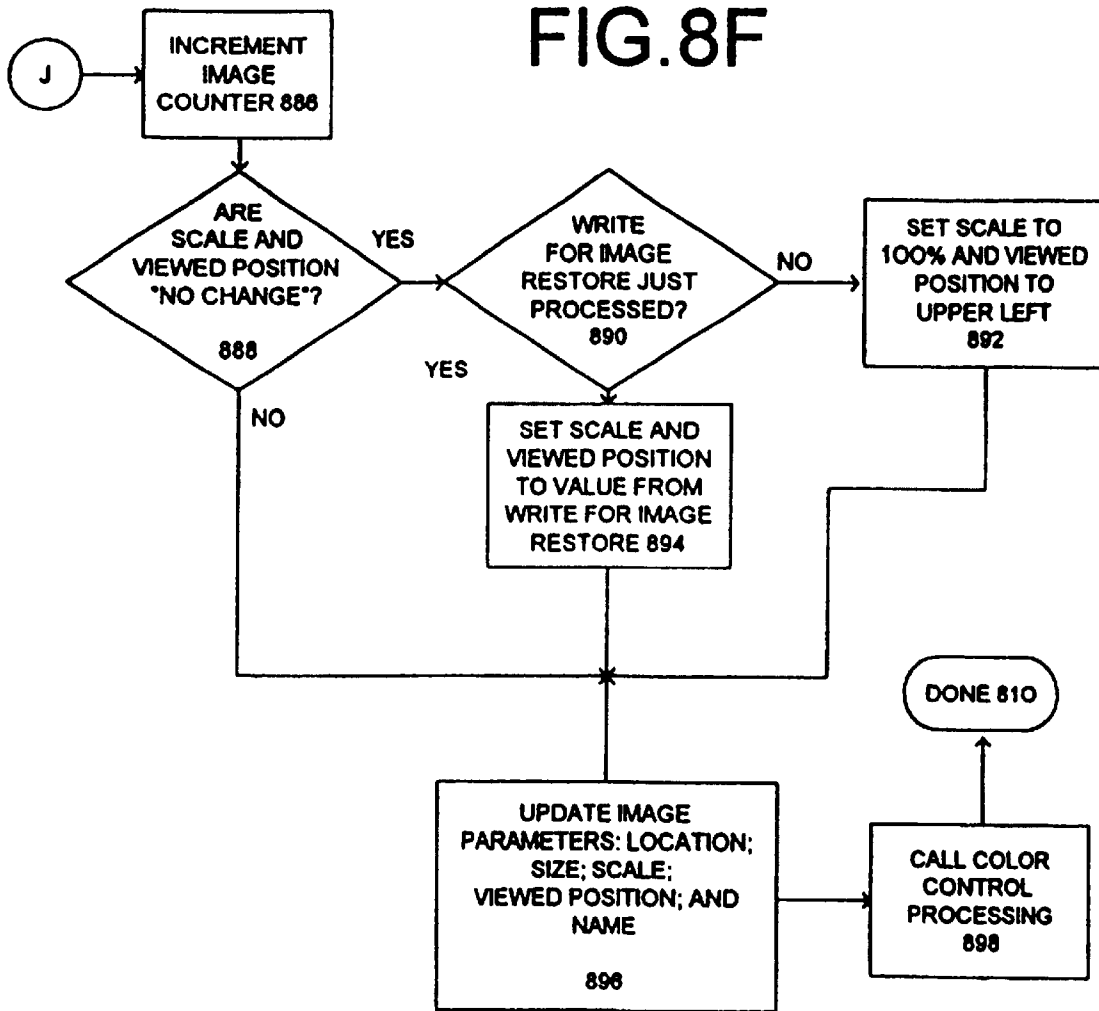 FIG.8F
J
INCREMENT
IMAGE
COUNTER 886
ARE
SCALE AND
VIEWED POSITION
"NO CHANGE"?
888
YES
NO
WRITE
FOR IMAGE
RESTORE JUST
PROCESSED?
890
NO
YES
SET SCALE TO
100% AND VIEWED
POSITION TO
UPPER LEFT
892
SET SCALE AND
VIEWED POSITION
TO VALUE FROM
WRITE FOR IMAGE
RESTORE 894
UPDATE IMAGE
PARAMETERS: LOCATION;
SIZE; SCALE;
VIEWED POSITION; AND
NAME
896
CALL COLOR
CONTROL
PROCESSING
898
DONE 810